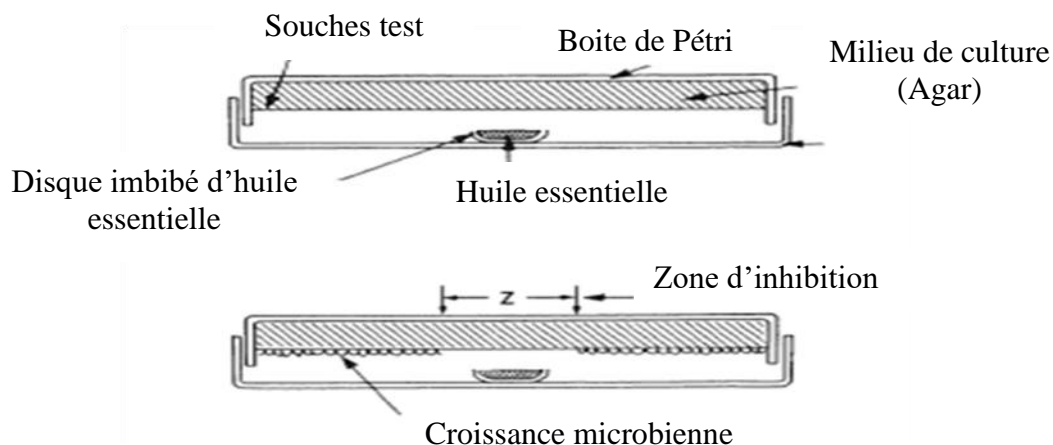 Souches test
Boite de Pétri
Milieu de culture
(Agar)
Disque imbibé d’huile
essentielle
Huile essentielle
Z
Zone d’inhibition
Croissance microbienne